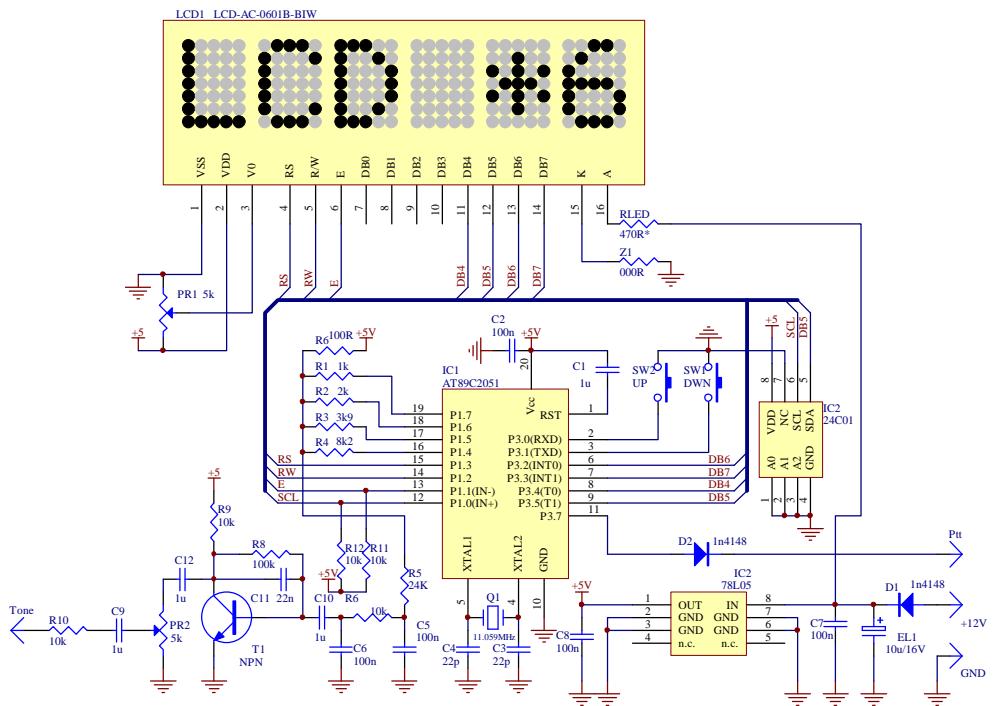 LCD1 LCD-AC-0601B-BIW
LCD *6
VSS VDD V0 RS R/W E DB0 DB1 DB2 DB3 DB4 DB5 DB6 DB7 K A
1 2 3 4 5 6 7 8 9 10 11 12 13 14 15 16
RLED
470R*
Z1
000R
RS RW E DB4 DB5 DB6 DB7
PR1 5k
+5
R6 100R +5V
R1 1k
R2 2k
R3 3k9
R4 8k2
C2
100n
+5V
C1
1u
IC1
AT89C2051
20
Vcc
19 P1.7
18 P1.6
17 P1.5
16 P1.4
15 P1.3
14 P1.2
13 P1.1(IN-)
12 P1.0(IN+)
RST 1
P3.0(RXD) 2
P3.1(TXD) 3
P3.2(INT0) 6
P3.3(INT1) 7
P3.4(T0) 8
P3.5(T1) 9
P3.7 11
XTAL1 XTAL2 GND
5 4 10
RS
RW
E
SCL
DB6
DB7
DB4
DB5
SW2
UP
SW1
DWN
+5
SCL DB5
8 7 6 5
VDD NC SCL SDA
A0 A1 A2 GND
1 2 3 4
IC2
24C01
+5
R9
10k
R8
100k
C12
1u
C11 22n
R12
10k
R11
10k
+5V
R5
24K
C10
1u
R6
10k
C6
100n
C5
100n
Tone
R10
10k
C9
1u
PR2
5k
T1
NPN
Q1
11.059MHz
C4
22p
C3
22p
D2 1n4148
Ptt
IC2
78L05
+5V
1 OUT IN 8
2 GND GND 7
3 GND GND 6
4 n.c. n.c. 5
C8
100n
C7
100n
D1 1n4148
+12V
EL1
10u/16V
GND